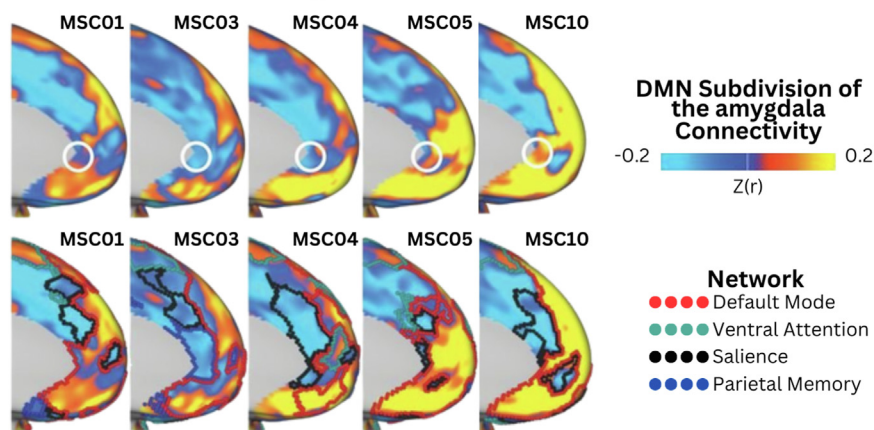 MSC01 MSC03 MSC04 MSC05 MSC10
DMN Subdivision of
the amygdala
Connectivity
-0.2 0.2
Z(r)
MSC01 MSC03 MSC04 MSC05 MSC10
Network
Default Mode
Ventral Attention
Salience
Parietal Memory